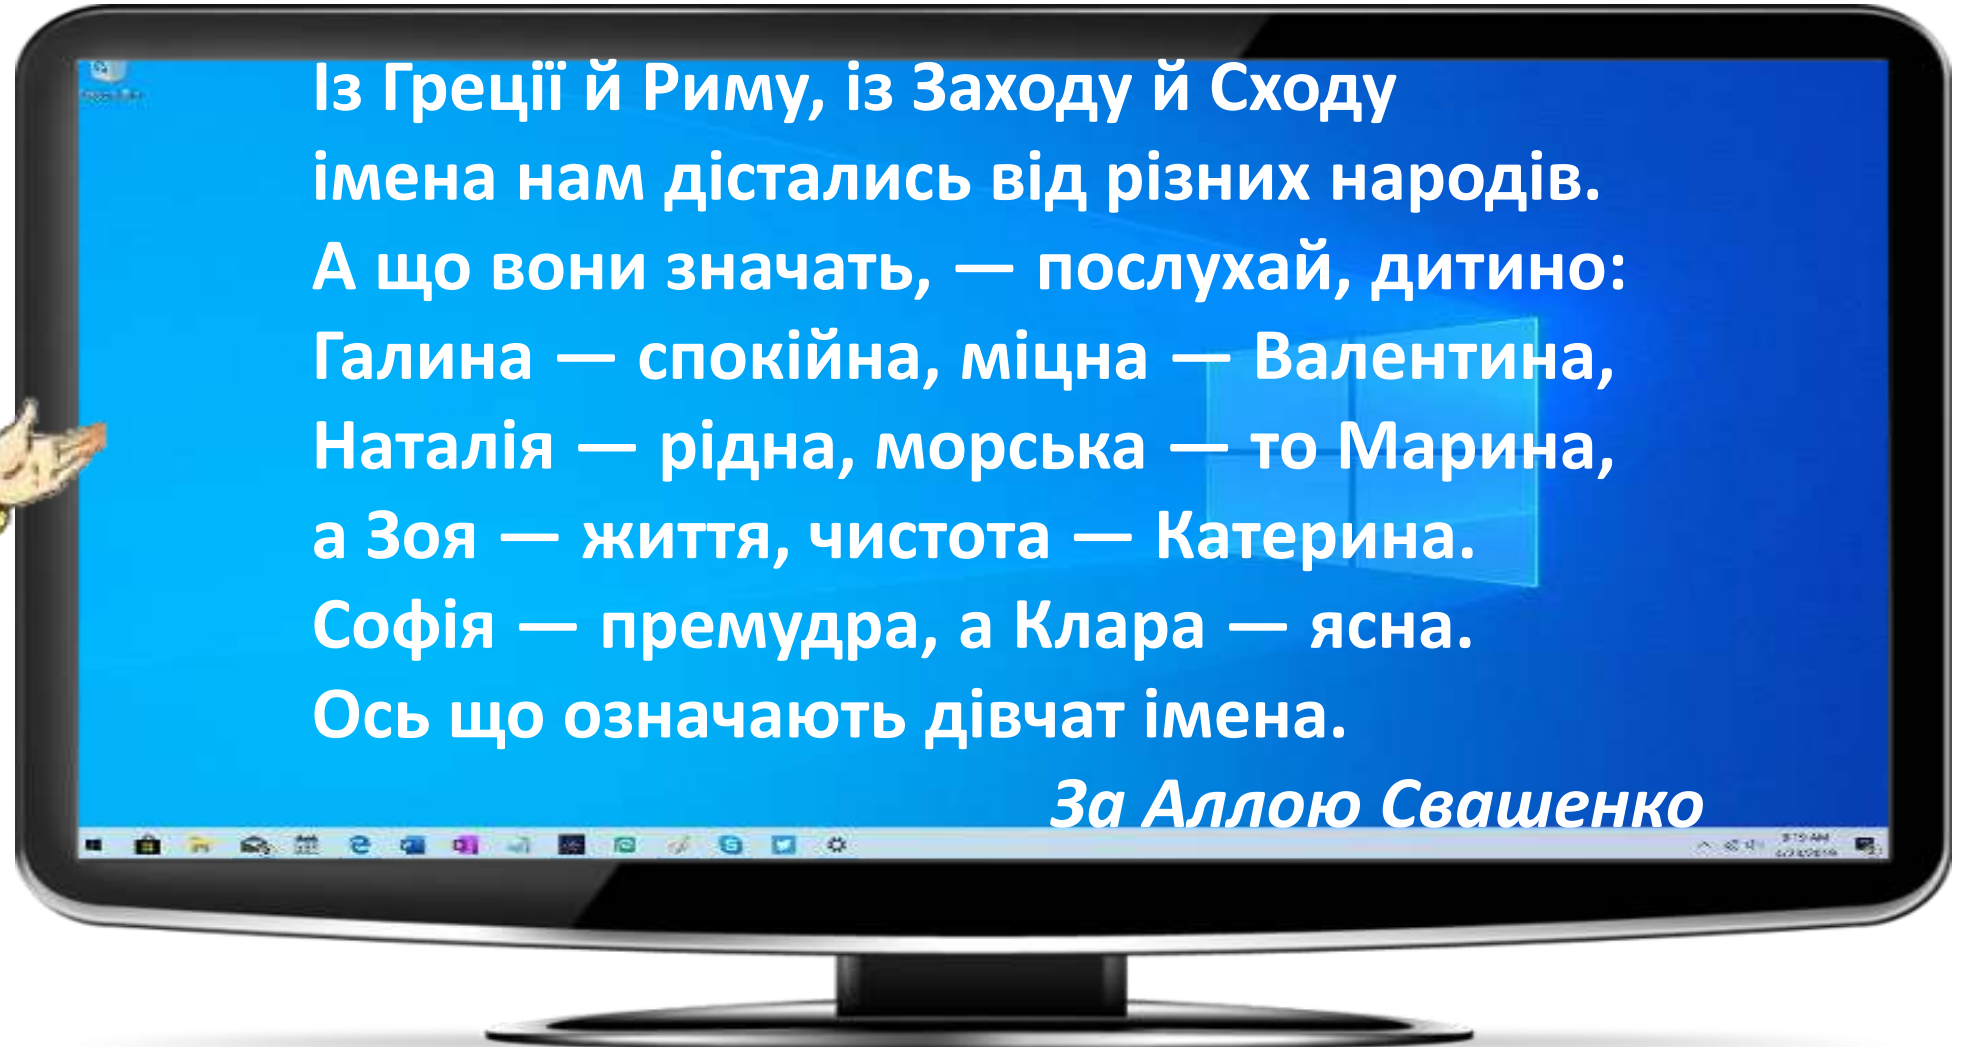 Із Греції й Риму, із Заходу й Сходу
імена нам дістались від різних народів.
А що вони значать, — послухай, дитино:
Галина — спокійна, міцна — Валентина,
Наталія — рідна, морська — то Марина,
а Зоя — життя, чистота — Катерина.
Софія — премудра, а Клара — ясна.
Ось що означають дівчат імена.
За Аллою Свашенко